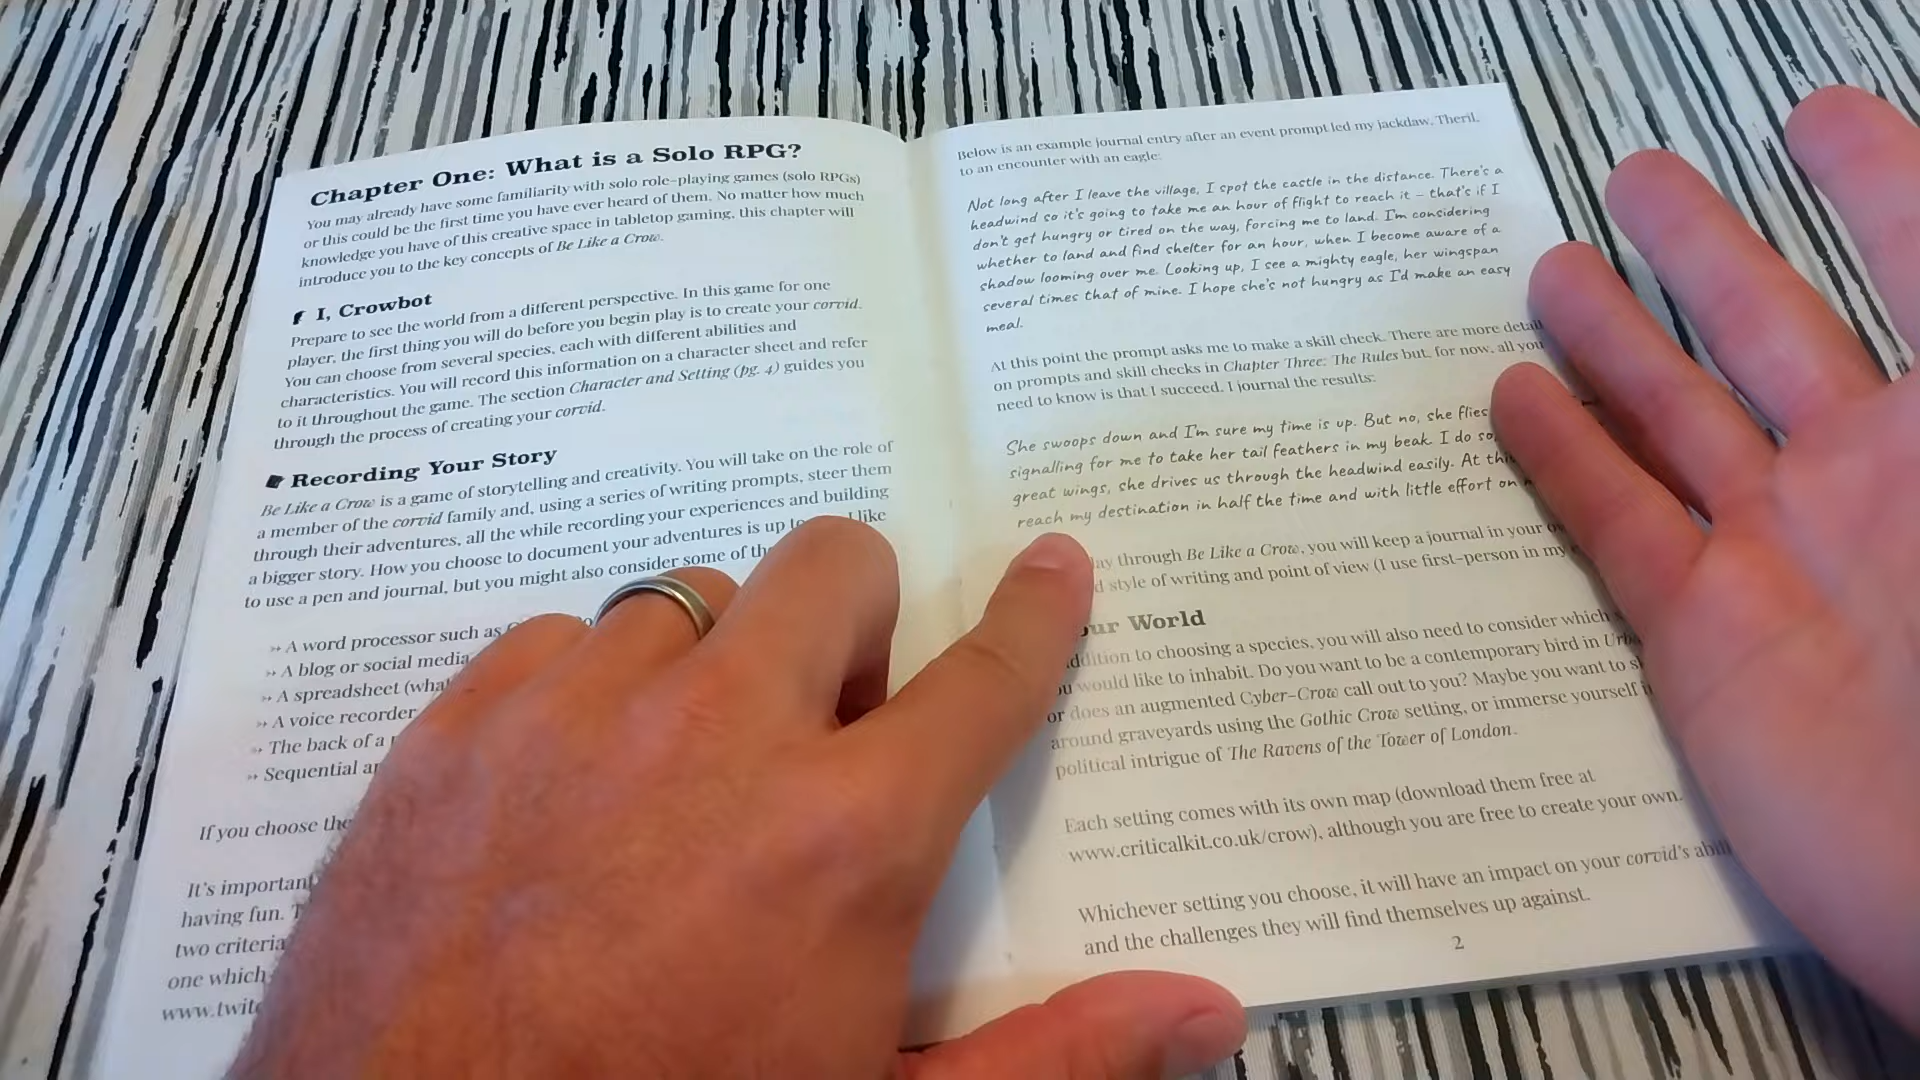 Chapter One: What is a Solo RPG?
You may already have some familiarity with solo role-playing games (solo RPGs)
or this could be the first time you have ever heard of them. No matter how much
knowledge you have of this creative space in tabletop gaming, this chapter will
introduce you to the key concepts of Be Like a Crow.
I, Crowbot
Prepare to see the world from a different perspective. In this game for one
player, the first thing you will do before you begin play is to create your corvid.
You can choose from several species, each with different abilities and
characteristics. You will record this information on a character sheet and refer
to it throughout the game. The section Character and Setting (pg. 4) guides you
through the process of creating your corvid.
Recording Your Story
Be Like a Crow is a game of storytelling and creativity. You will take on the role of
a member of the corvid family and, using a series of writing prompts, steer them
through their adventures, all the while recording your experiences and building
a bigger story. How you choose to document your adventures is up like
to use a pen and journal, but you might also consider some of
↣ A word processor such as
↣ A blog or social media
↣ A spreadsheet
↣ A voice recorder
↣ The back of a
↣ Sequential
If you choose
It's important
having fun.
two criteria
one which
Below is an example journal entry after an event prompt led my jackdaw, Theril,
to an encounter with an eagle:
Not long after I leave the village, I spot the castle in the distance. There's a
headwind so it's going to take me an hour of flight to reach it – that's if I
don't get hungry or tired on the way, forcing me to land. I'm considering
whether to land and find shelter for an hour, when I become aware of a
shadow looming over me. Looking up, I see a mighty eagle, her wingspan
several times that of mine. I hope she's not hungry as I'd make an easy
meal.
At this point the prompt asks me to make a skill check. There are more
on prompts and skill checks in Chapter Three: The Rules but, for now, all you
need to know is that I succeed. I journal the results:
She swoops down and I'm sure my time is up. But no, she flies
signalling for me to take her tail feathers in my beak. I do so,
great wings, she drives us through the headwind easily. At
reach my destination in half the time and with little effort on
through Be Like a Crow, you will keep a journal in your
style of writing and point of view (I use first-person in my
World
to choosing a species, you will also need to consider which
would like to inhabit. Do you want to be a contemporary bird in
or does an augmented Cyber-Crow call out to you? Maybe you want to
around graveyards using the Gothic Crow setting, or immerse yourself
political intrigue of The Ravens of the Tower of London.
Each setting comes with its own map (download them free at
www.criticalkit.co.uk/crow), although you are free to create your own.
Whichever setting you choose, it will have an impact on your corvid's
and the challenges they will find themselves up against.
2